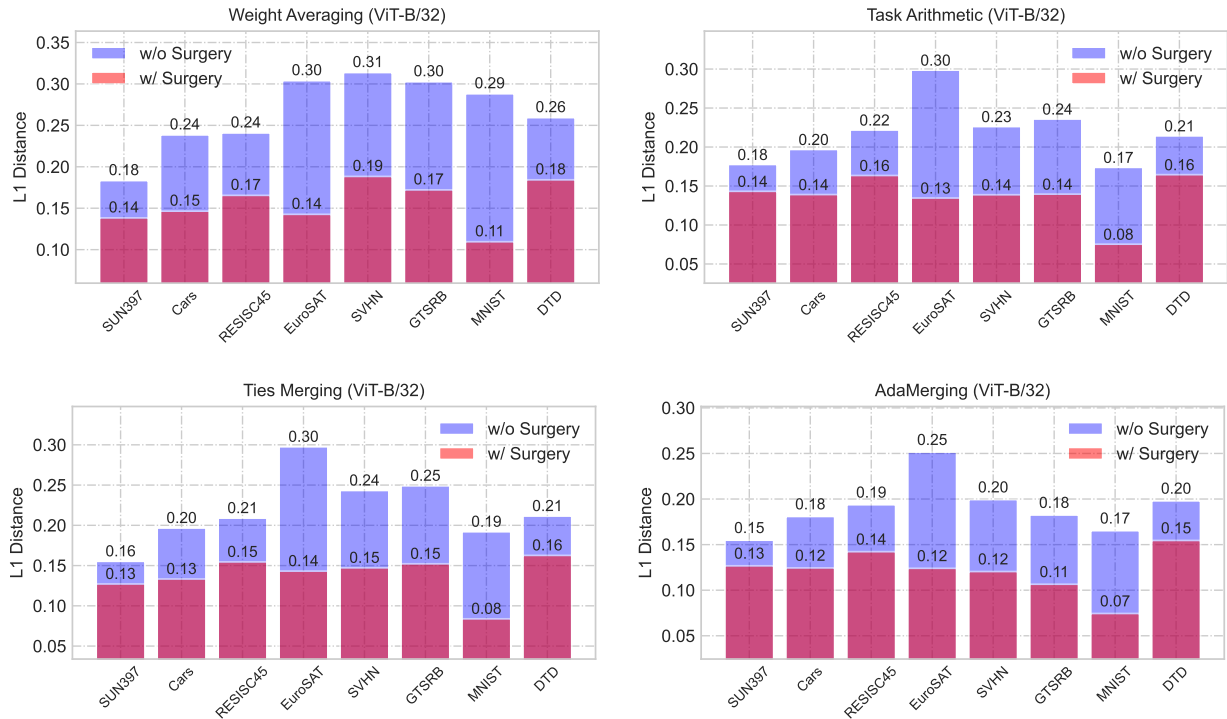 Weight Averaging (ViT-B/32)
L1 Distance
0.35
0.30
0.25
0.20
0.15
0.10
w/o Surgery
w/ Surgery
0.18
0.24
0.24
0.30
0.31
0.30
0.29
0.26
0.14
0.15
0.17
0.14
0.19
0.17
0.11
0.18
SUN397
Cars
RESISC45
EuroSAT
SVHN
GTSRB
MNIST
DTD
Task Arithmetic (ViT-B/32)
L1 Distance
0.30
0.25
0.20
0.15
0.10
0.05
w/o Surgery
w/ Surgery
0.18
0.20
0.22
0.30
0.23
0.24
0.17
0.21
0.14
0.14
0.16
0.13
0.14
0.14
0.08
0.16
SUN397
Cars
RESISC45
EuroSAT
SVHN
GTSRB
MNIST
DTD
Ties Merging (ViT-B/32)
L1 Distance
0.30
0.25
0.20
0.15
0.10
0.05
w/o Surgery
w/ Surgery
0.16
0.20
0.21
0.30
0.24
0.25
0.19
0.21
0.13
0.13
0.15
0.14
0.15
0.15
0.08
0.16
SUN397
Cars
RESISC45
EuroSAT
SVHN
GTSRB
MNIST
DTD
AdaMerging (ViT-B/32)
L1 Distance
0.30
0.25
0.20
0.15
0.10
0.05
w/o Surgery
w/ Surgery
0.15
0.18
0.19
0.25
0.20
0.18
0.17
0.20
0.13
0.12
0.14
0.12
0.12
0.11
0.07
0.15
SUN397
Cars
RESISC45
EuroSAT
SVHN
GTSRB
MNIST
DTD